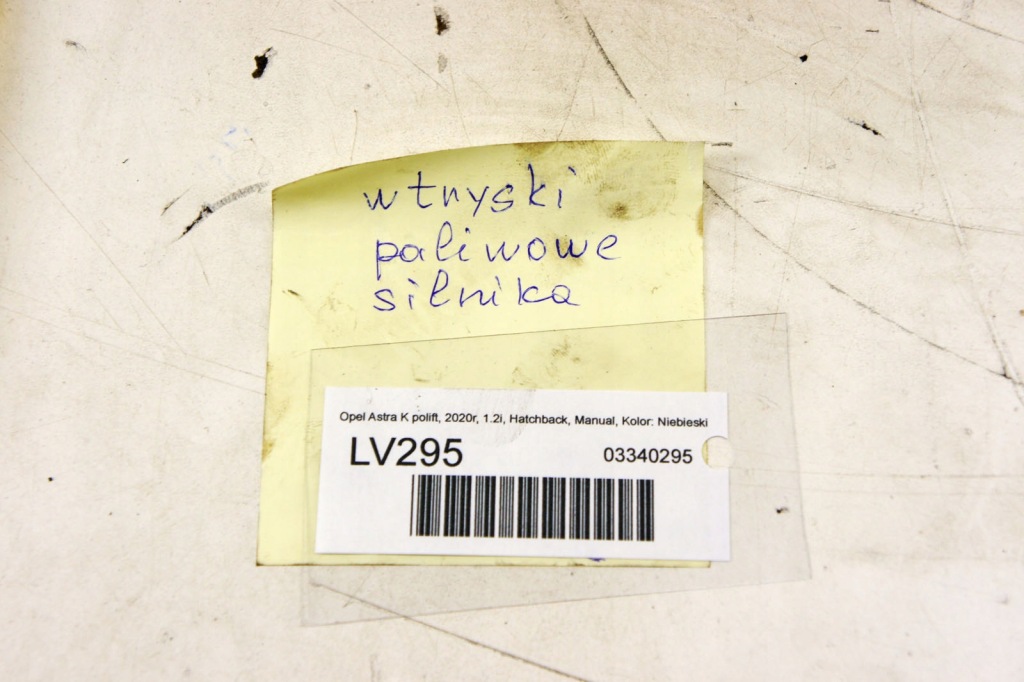 wtryski
paliwowe
silnika
Opel Astra K polift, 2020r, 1.2i, Hatchback, Manual, Kolor: Niebieski
LV295
03340295